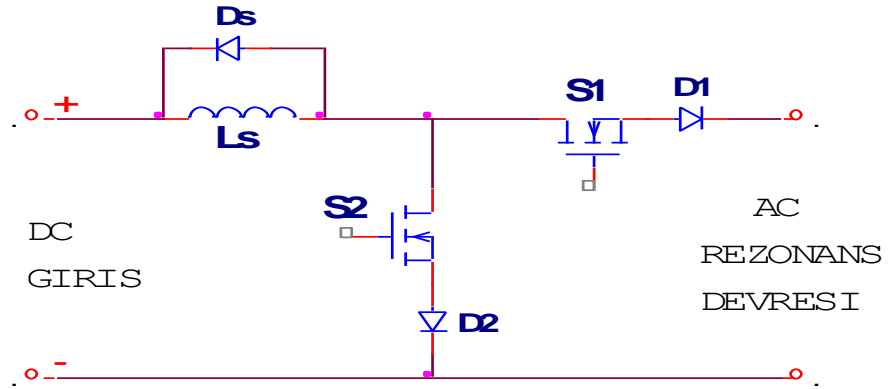 Ds
+
Ls
S1
D1
S2
D2
DC
GIRIS
AC
REZONANS
DEVRESI
-